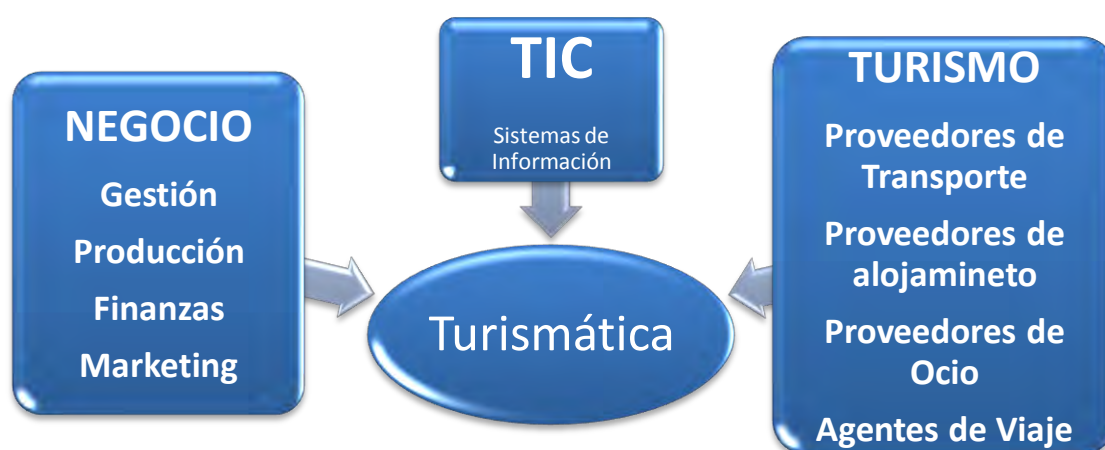 NEGOCIO
Gestión
Producción
Finanzas
Marketing
TIC
Sistemas de
Información
TURISMO
Proveedores de
Transporte
Proveedores de
alojamineto
Proveedores de
Ocio
Agentes de Viaje
Turismática